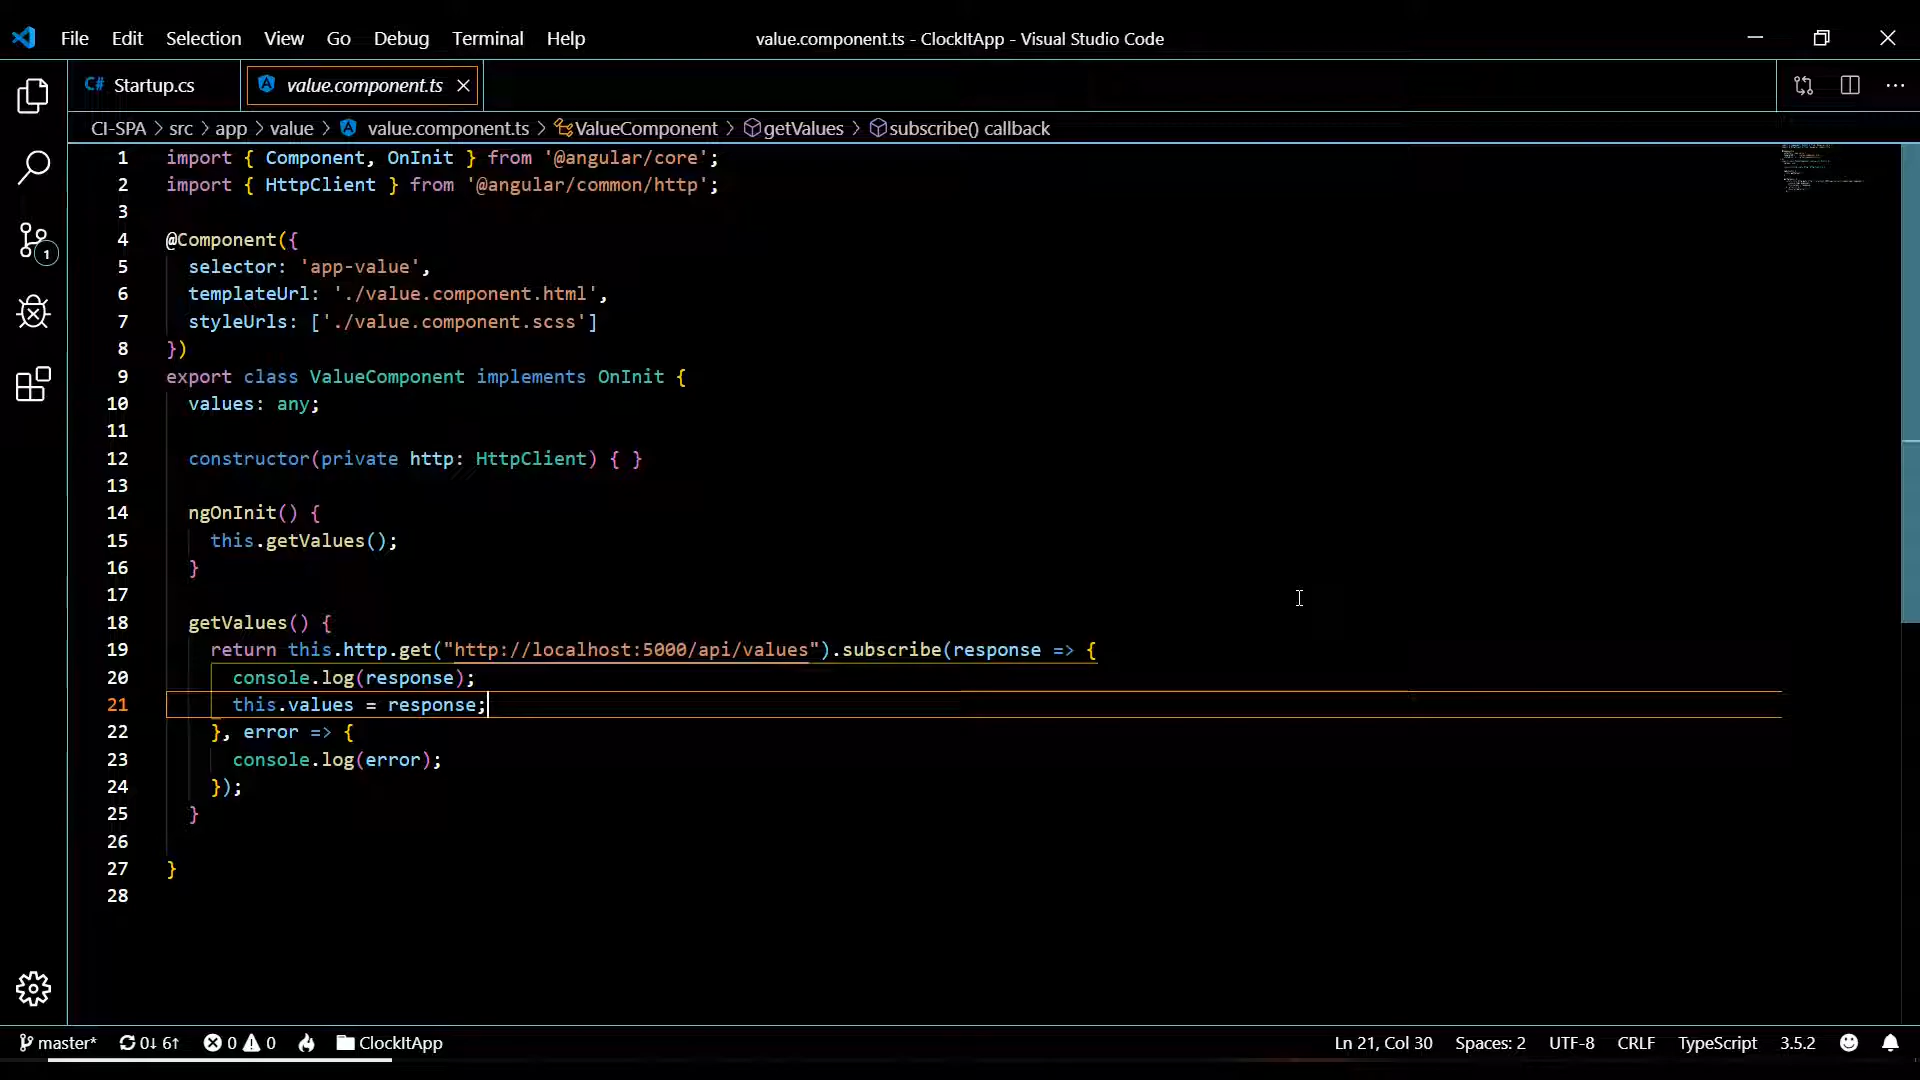 File Edit Selection View Go Debug Terminal Help
value.component.ts - ClockItApp - Visual Studio Code
C# Startup.cs
value.component.ts
CI-SPA > src > app > value > value.component.ts > ValueComponent > getValues > subscribe() callback
1 import { Component, OnInit } from '@angular/core';
2 import { HttpClient } from '@angular/common/http';
3
4 @Component({
5 selector: 'app-value',
6 templateUrl: './value.component.html',
7 styleUrls: ['./value.component.scss']
8 })
9 export class ValueComponent implements OnInit {
10 values: any;
11
12 constructor(private http: HttpClient) { }
13
14 ngOnInit() {
15 this.getValues();
16 }
17
18 getValues() {
19 return this.http.get("http://localhost:5000/api/values").subscribe(response => {
20 console.log(response);
21 this.values = response;
22 }, error => {
23 console.log(error);
24 });
25 }
26
27 }
28
1
master* 0↓ 6↑ 0 0 ClockItApp
Ln 21, Col 30 Spaces: 2 UTF-8 CRLF TypeScript 3.5.2